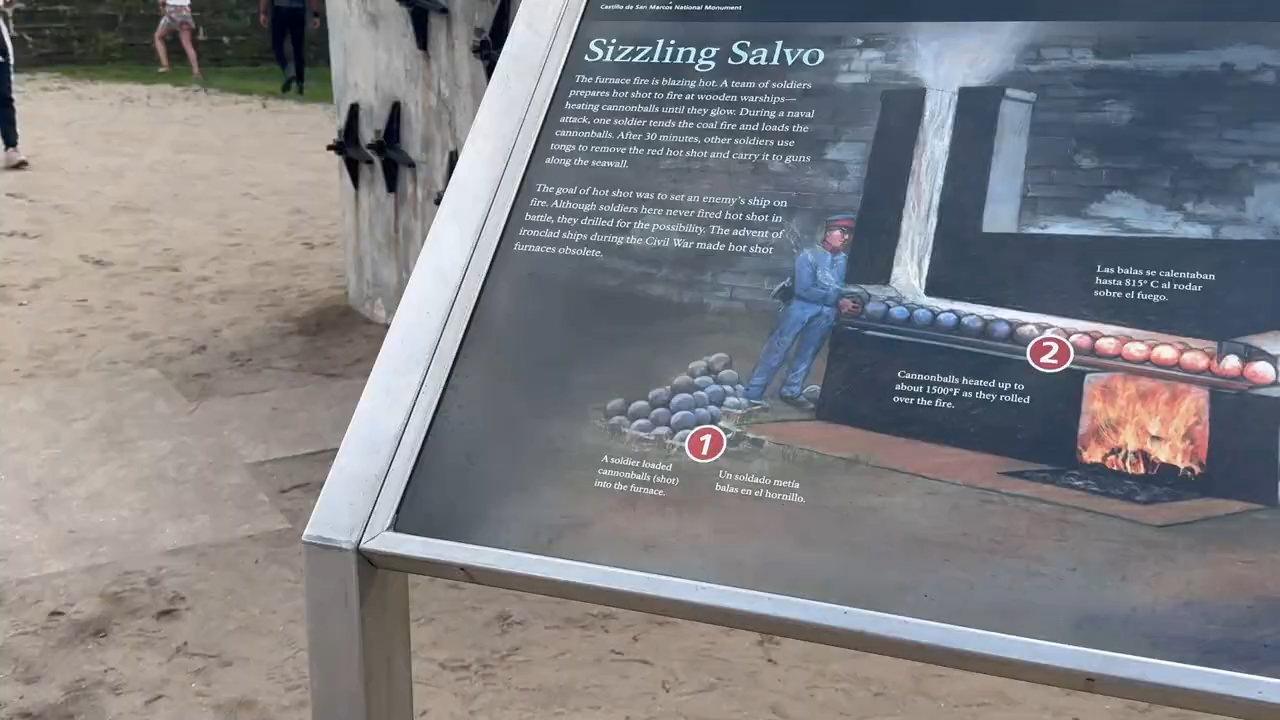 Castillo de San Marcos National Monument
Sizzling Salvo
The furnace fire is blazing hot. A team of soldiers
prepares hot shot to fire at wooden warships—
heating cannonballs until they glow. During a naval
attack, one soldier tends the coal fire and loads the
cannonballs. After 30 minutes, other soldiers use
tongs to remove the red hot shot and carry it to guns
along the seawall.
The goal of hot shot was to set an enemy's ship on
fire. Although soldiers here never fired hot shot in
battle, they drilled for the possibility. The advent of
ironclad ships during the Civil War made hot shot
furnaces obsolete.
Las balas se calentaban
hasta 815° C al rodar
sobre el fuego.
2
Cannonballs heated up to
about 1500°F as they rolled
over the fire.
1
A soldier loaded
cannonballs (shot)
into the furnace.
Un soldado metía
balas en el hornillo.